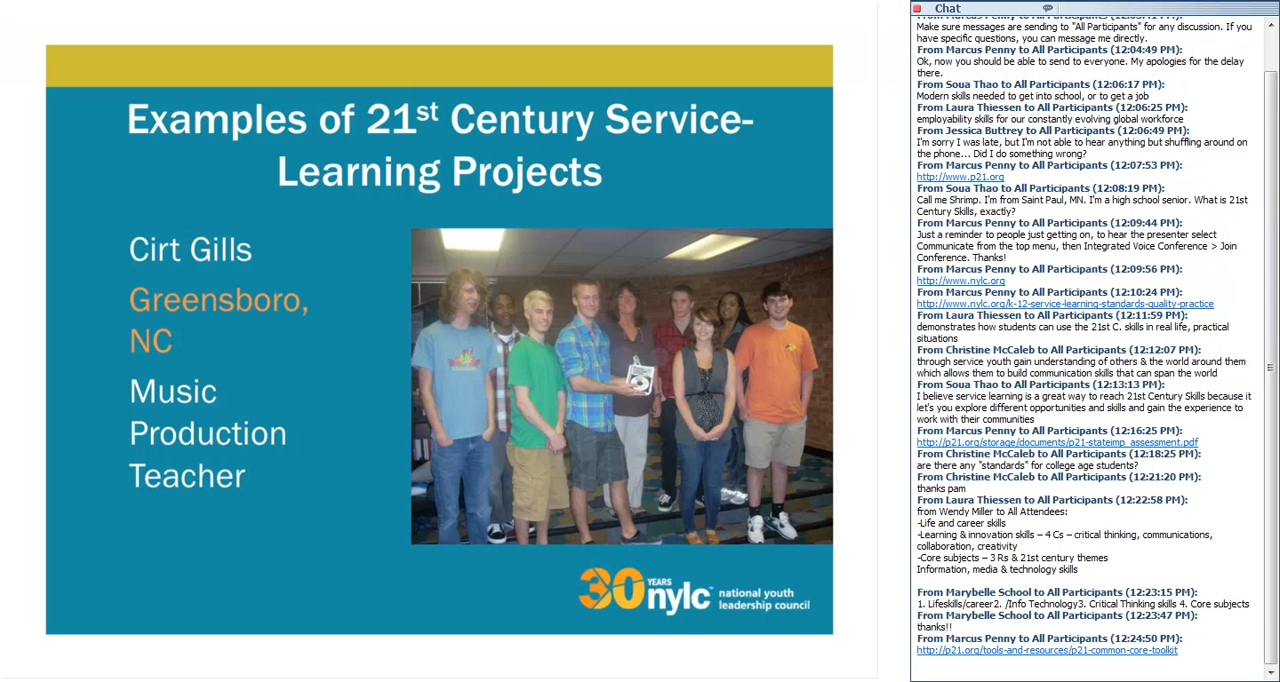 Examples of 21st Century Service-
Learning Projects
Cirt Gills
Greensboro,
NC
Music
Production
Teacher
30 YEARS nylc national youth
leadership council
Chat
From Marcus Penny to All Participants
Make sure messages are sending to "All Participants" for any discussion. If you
have specific questions, you can message me directly.
From Marcus Penny to All Participants (12:04:49 PM):
Ok, now you should be able to send to everyone. My apologies for the delay
there.
From Soua Thao to All Participants (12:06:17 PM):
Modern skills needed to get into school, or to get a job
From Laura Thiessen to All Participants (12:06:25 PM):
employability skills for our constantly evolving global workforce
From Jessica Buttrey to All Participants (12:06:49 PM):
I'm sorry I was late, but I'm not able to hear anything but shuffling around on
the phone... Did I do something wrong?
From Marcus Penny to All Participants (12:07:53 PM):
http://www.p21.org
From Soua Thao to All Participants (12:08:19 PM):
Call me Shrimp. I'm from Saint Paul, MN. I'm a high school senior. What is 21st
Century Skills, exactly?
From Marcus Penny to All Participants (12:09:44 PM):
Just a reminder to people just getting on, to hear the presenter select
Communicate from the top menu, then Integrated Voice Conference > Join
Conference. Thanks!
From Marcus Penny to All Participants (12:09:56 PM):
http://www.nylc.org
From Marcus Penny to All Participants (12:10:24 PM):
http://www.nylc.org/k-12-service-learning-standards-quality-practice
From Laura Thiessen to All Participants (12:11:59 PM):
demonstrates how students can use the 21st C. skills in real life, practical
situations
From Christine McCaleb to All Participants (12:12:07 PM):
through service youth gain understanding of others & the world around them
which allows them to build communication skills that can span the world
From Soua Thao to All Participants (12:13:13 PM):
I believe service learning is a great way to reach 21st Century Skills because it
let's you explore different opportunities and skills and gain the experience to
work with their communities
From Marcus Penny to All Participants (12:16:25 PM):
http://p21.org/storage/documents/p21-stateimp_assessment.pdf
From Christine McCaleb to All Participants (12:18:25 PM):
are there any "standards" for college age students?
From Christine McCaleb to All Participants (12:21:20 PM):
thanks pam
From Laura Thiessen to All Participants (12:22:58 PM):
from Wendy Miller to All Attendees:
-Life and career skills
-Learning & innovation skills – 4 Cs – critical thinking, communications,
collaboration, creativity
-Core subjects – 3 Rs & 21st century themes
Information, media & technology skills
From Marybelle School to All Participants (12:23:15 PM):
1. Lifeskills/career2. /Info Technology3. Critical Thinking skills 4. Core subjects
From Marybelle School to All Participants (12:23:47 PM):
thanks!!
From Marcus Penny to All Participants (12:24:50 PM):
http://p21.org/tools-and-resources/p21-common-core-toolkit